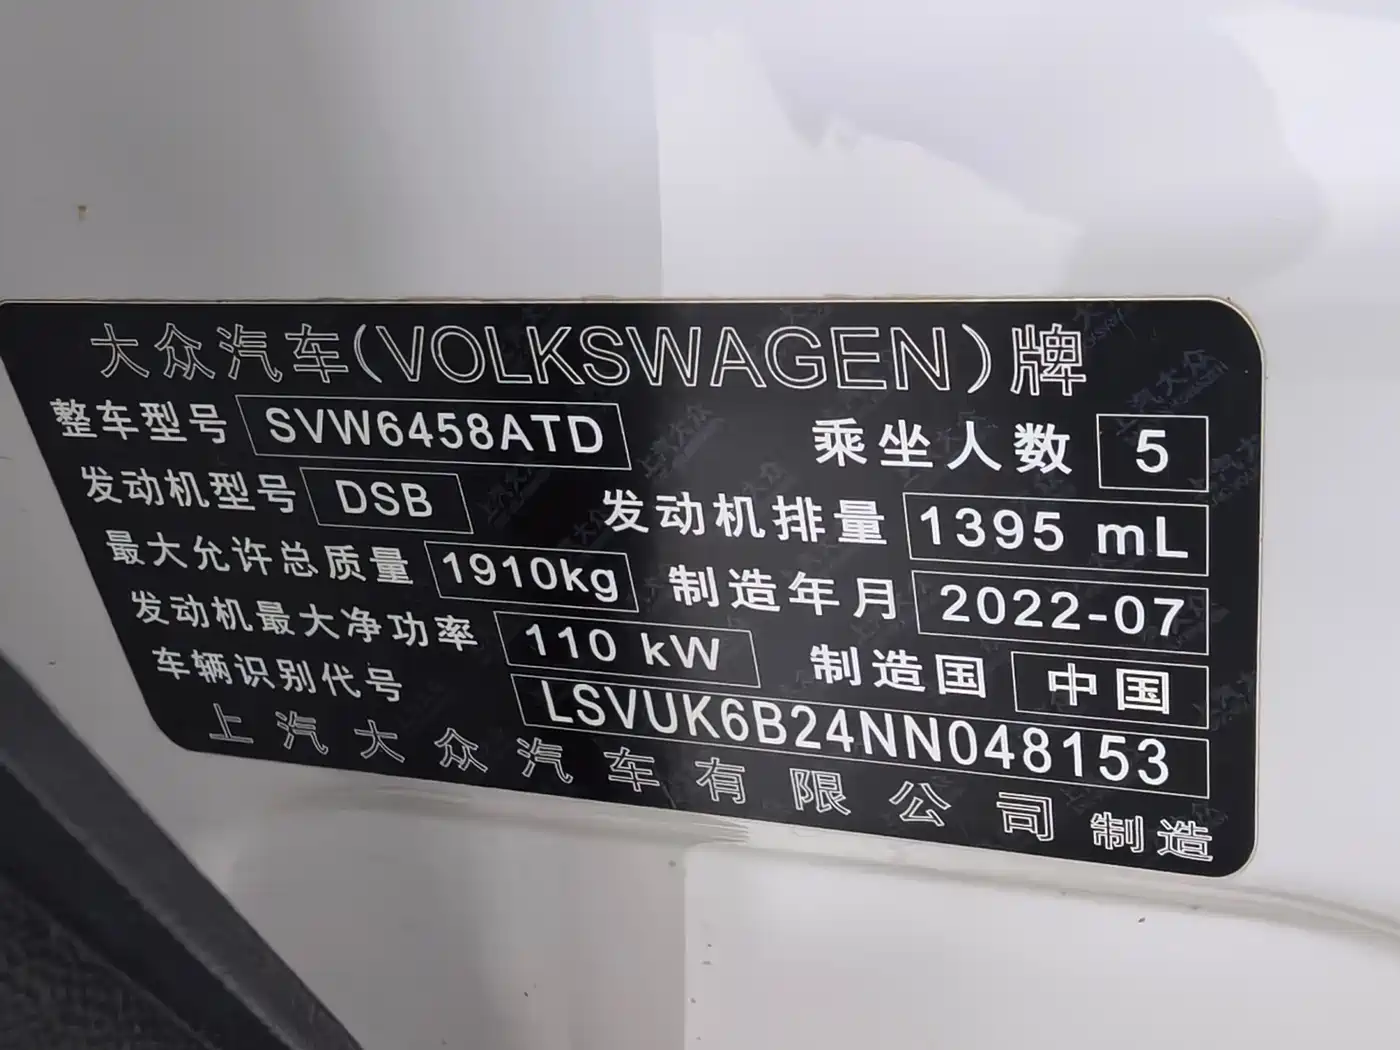 大众汽车(VOLKSWAGEN)牌
整车型号 SVW6458ATD 乘坐人数 5
发动机型号 DSB 发动机排量 1395 mL
最大允许总质量 1910kg 制造年月 2022-07
发动机最大净功率 110 kW 制造国 中国
车辆识别代号 LSVUK6B24NN048153
上汽大众汽车有限公司制造